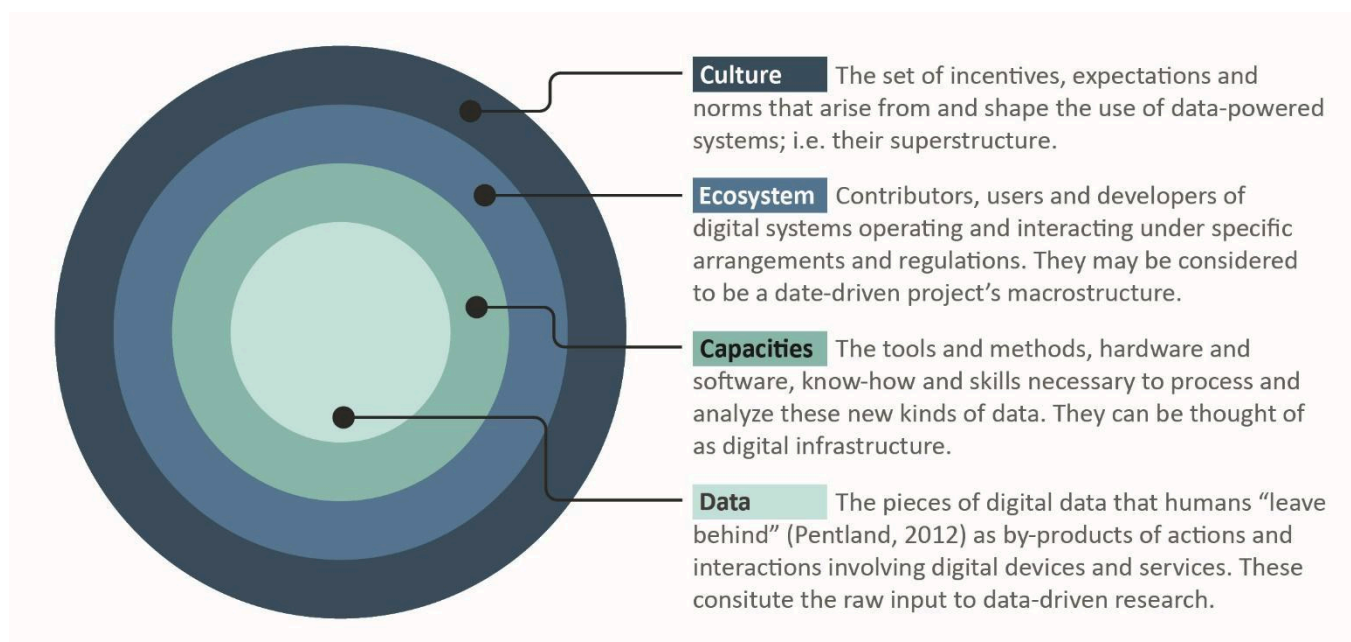 Culture The set of incentives, expectations and
norms that arise from and shape the use of data-powered
systems; i.e. their superstructure.
Ecosystem Contributors, users and developers of
digital systems operating and interacting under specific
arrangements and regulations. They may be considered
to be a date-driven project’s macrostructure.
Capacities The tools and methods, hardware and
software, know-how and skills necessary to process and
analyze these new kinds of data. They can be thought of
as digital infrastructure.
Data The pieces of digital data that humans “leave
behind” (Pentland, 2012) as by-products of actions and
interactions involving digital devices and services. These
consitute the raw input to data-driven research.